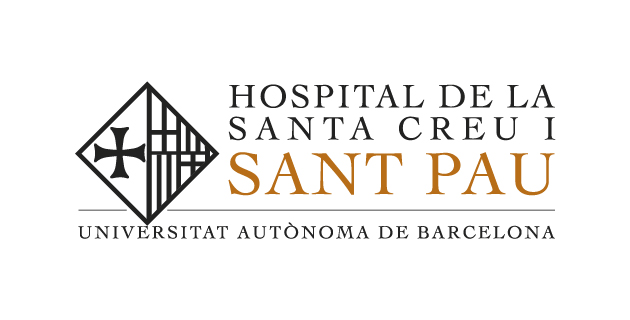 HOSPITAL DE LA
SANTA CREU I
SANT PAU
UNIVERSITAT AUTÒNOMA DE BARCELONA